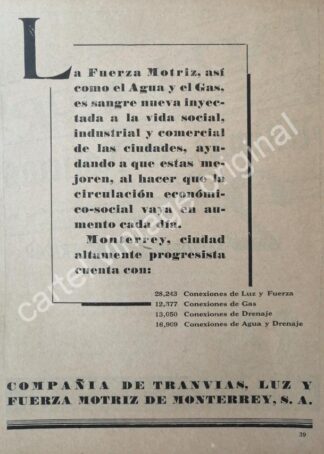 La Fuerza Motriz, así
como el Agua y el Gas,
es sangre nueva inyec-
tada a la vida social,
industrial y comercial
de las ciudades, ayu-
dando a que estas me-
joren, al hacer que la
circulación económi-
co-social vaya en au-
mento cada día.
Monterrey, ciudad
altamente progresista
cuenta con:
28,243 Conexiones de Luz y Fuerza
12,377 Conexiones de Gas
13,050 Conexiones de Drenaje
16,969 Conexiones de Agua y Drenaje
COMPAÑIA DE TRANVIAS, LUZ Y
FUERZA MOTRIZ DE MONTERREY, S. A.
39
cartel vintage original